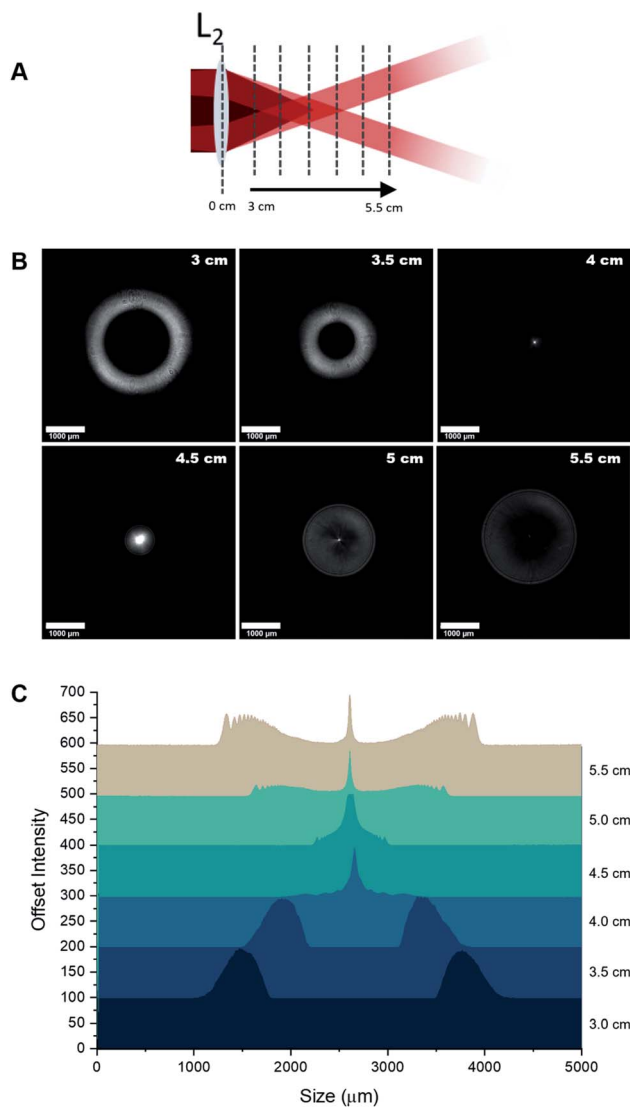 L2
A
0 cm
3 cm
5.5 cm
B
3 cm
1000 μm
3.5 cm
1000 μm
4 cm
1000 μm
4.5 cm
1000 μm
5 cm
1000 μm
5.5 cm
1000 μm
C
700
650
600
550
500
450
400
350
300
250
200
150
100
50
0
Offset Intensity
5.5 cm
5.0 cm
4.5 cm
4.0 cm
3.5 cm
3.0 cm
0
1000
2000
3000
4000
5000
Size (μm)